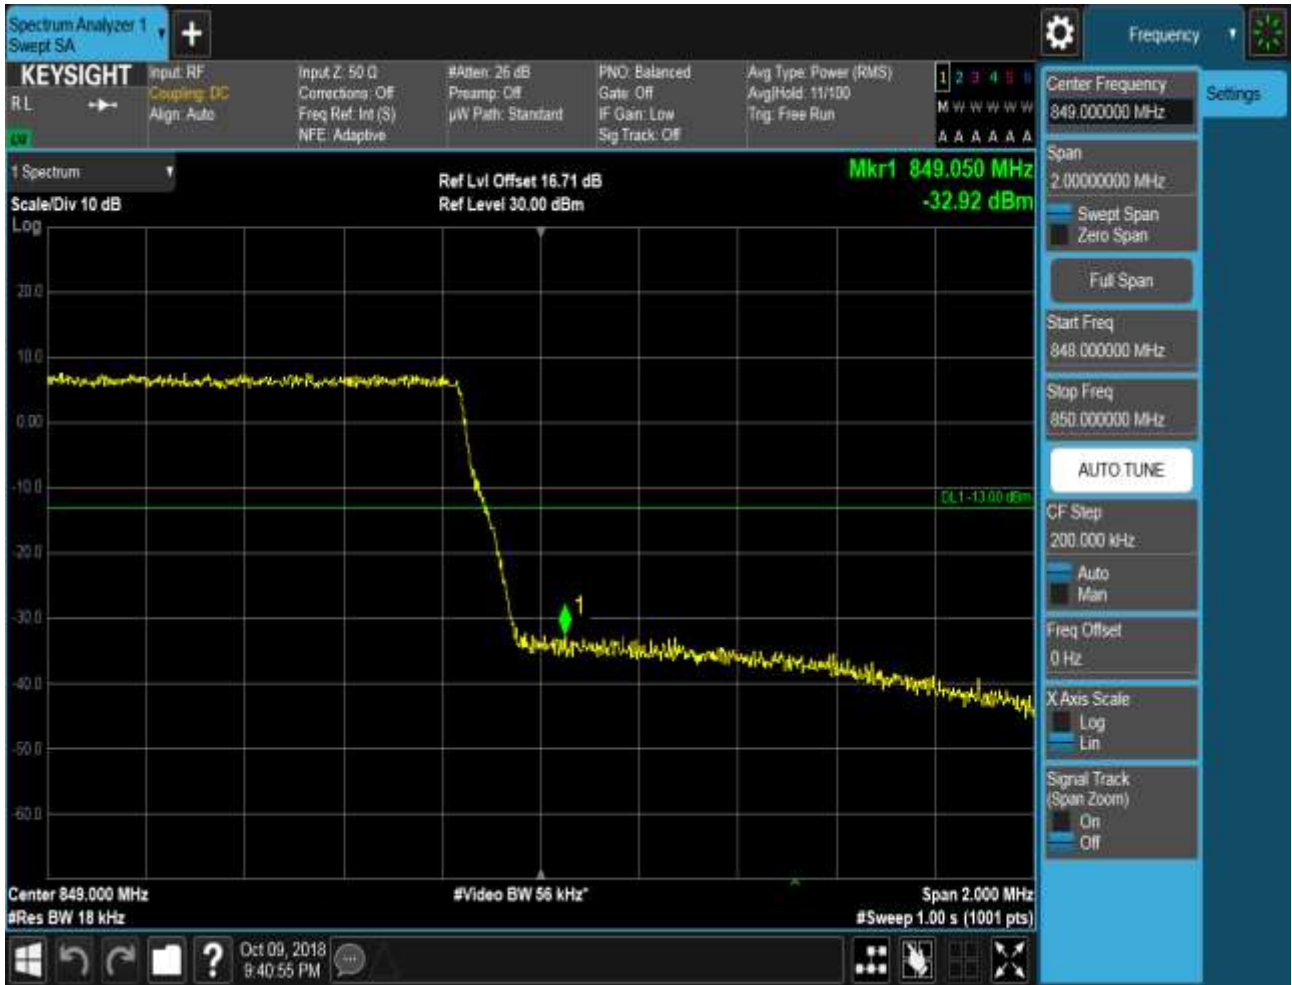 Spectrum Analyzer 1
Swept SA
Frequency
KEYSIGHT
RL
Input: RF
Coupling: DC
Align: Auto
Input Z: 50 Ω
Corrections: Off
Freq Ref: Int (S)
NFE: Adaptive
#Atten: 26 dB
Preamp: Off
µW Path: Standard
PNO: Balanced
Gate: Off
IF Gain: Low
Sig Track: Off
Avg Type: Power (RMS)
Avg|Hold: 11/100
Trig: Free Run
1 2 3 4 5 6
M W W W W W
A A A A A A
1 Spectrum
Scale/Div 10 dB
Log
Ref Lvl Offset 16.71 dB
Ref Level 30.00 dBm
Mkr1 849.050 MHz
-32.92 dBm
20.0
10.0
0.00
-10.0
-20.0
-30.0
-40.0
-50.0
-60.0
DL1 -13.00 dBm
1
Center 849.000 MHz
#Res BW 18 kHz
#Video BW 56 kHz*
Span 2.000 MHz
#Sweep 1.00 s (1001 pts)
Oct 09, 2018
9:40:55 PM
Center Frequency
849.000000 MHz
Settings
Span
2.00000000 MHz
Swept Span
Zero Span
Full Span
Start Freq
848.000000 MHz
Stop Freq
850.000000 MHz
AUTO TUNE
CF Step
200.000 kHz
Auto
Man
Freq Offset
0 Hz
X Axis Scale
Log
Lin
Signal Track
(Span Zoom)
On
Off